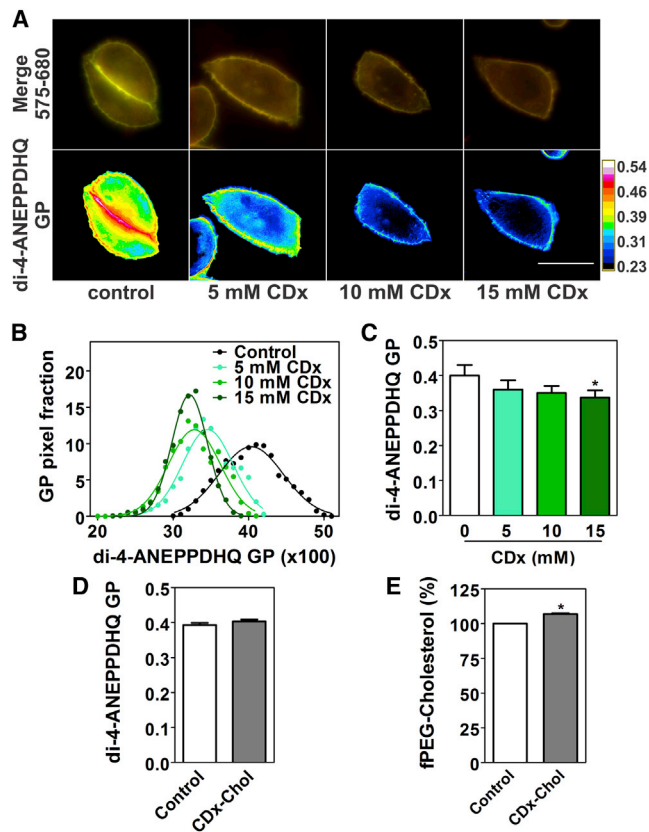 A
Merge
575-680
di-4-ANEPPDHQ
GP
0.54
0.46
0.39
0.31
0.23
control
5 mM CDx
10 mM CDx
15 mM CDx
B
GP pixel fraction
20
15
10
5
0
Control
5 mM CDx
10 mM CDx
15 mM CDx
20
30
40
50
di-4-ANEPPDHQ GP (x100)
C
di-4-ANEPPDHQ GP
0.5
0.4
0.3
0.2
0.1
0.0
*
0
5
10
15
CDx (mM)
D
di-4-ANEPPDHQ GP
0.5
0.4
0.3
0.2
0.1
0.0
Control
CDx-Chol
E
fPEG-Cholesterol (%)
125
100
75
50
25
0
*
Control
CDx-Chol